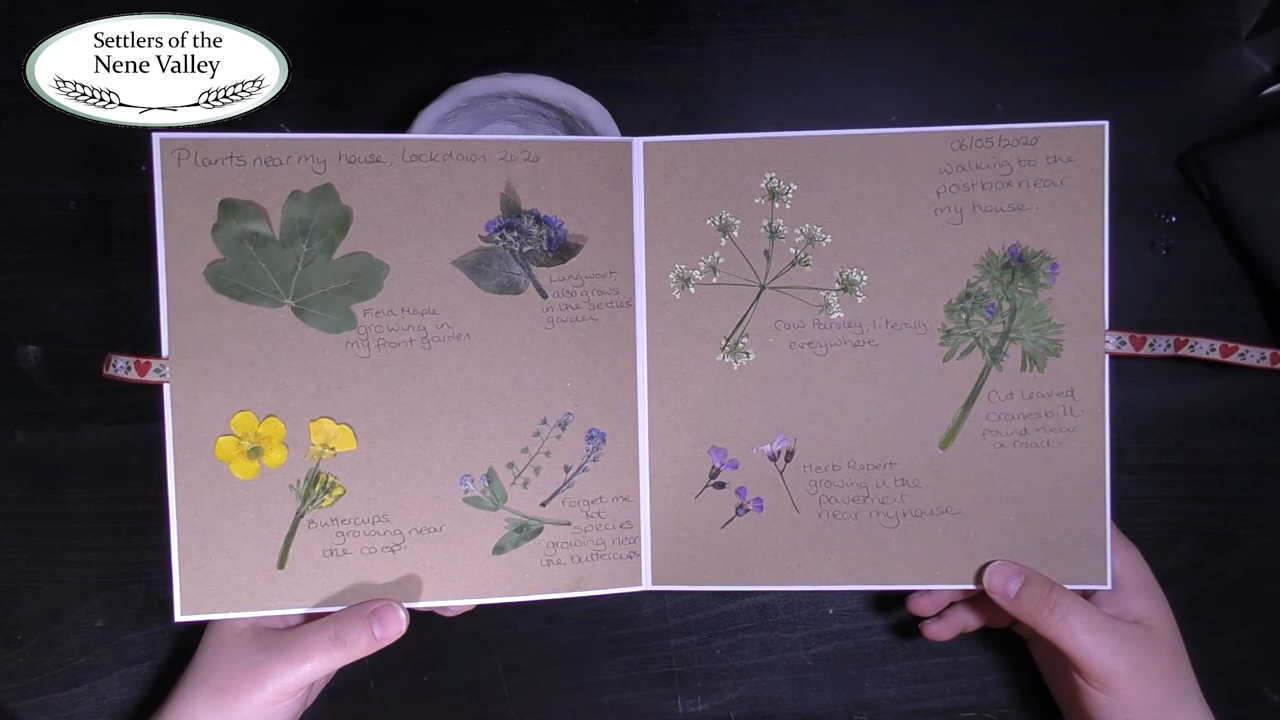 Settlers of the
Nene Valley
Plants near my house, Lockdown 2020
Field Maple
growing in
my front garden
Lungwort,
also grows
in the settles
garden
Buttercups
growing near
the co op.
Forget me
not
species
growing near
the buttercups
06/05/2020
walking to the
postbox near
my house.
Cow Parsley, literally
everywhere
Cut leaved
Cranesbill
found near
a road.
Herb Robert
growing in the
pavement
near my house